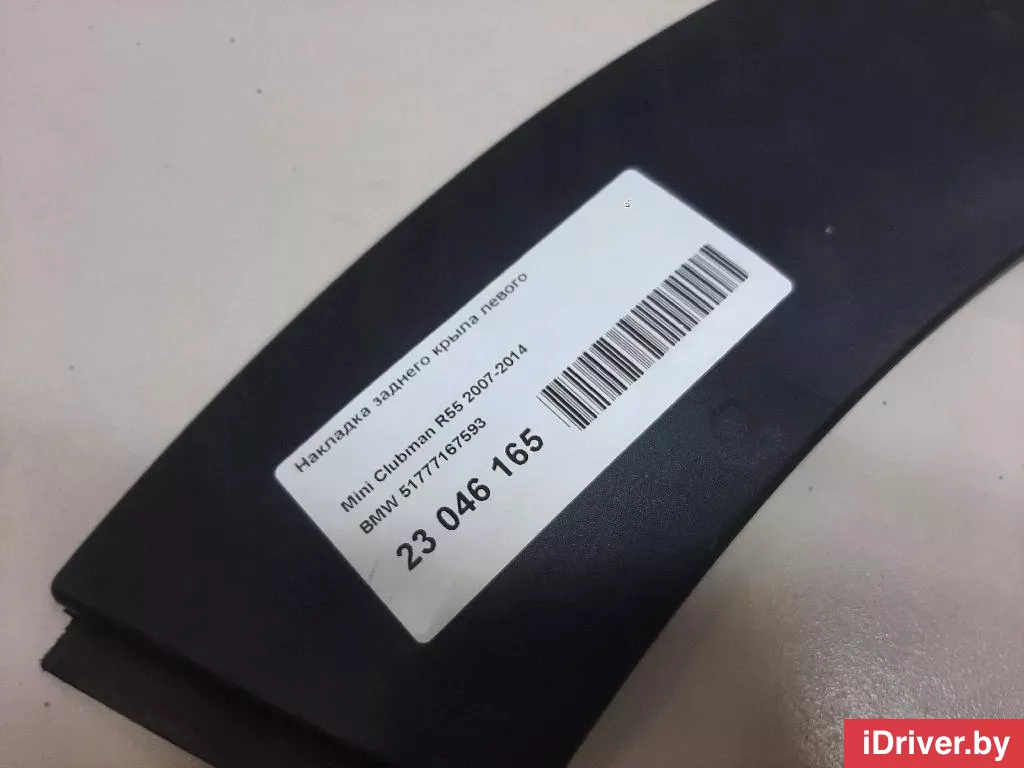 Накладка заднего крыла левого
Mini Clubman R55 2007-2014
BMW 51777167593
23 046 165
iDriver.by